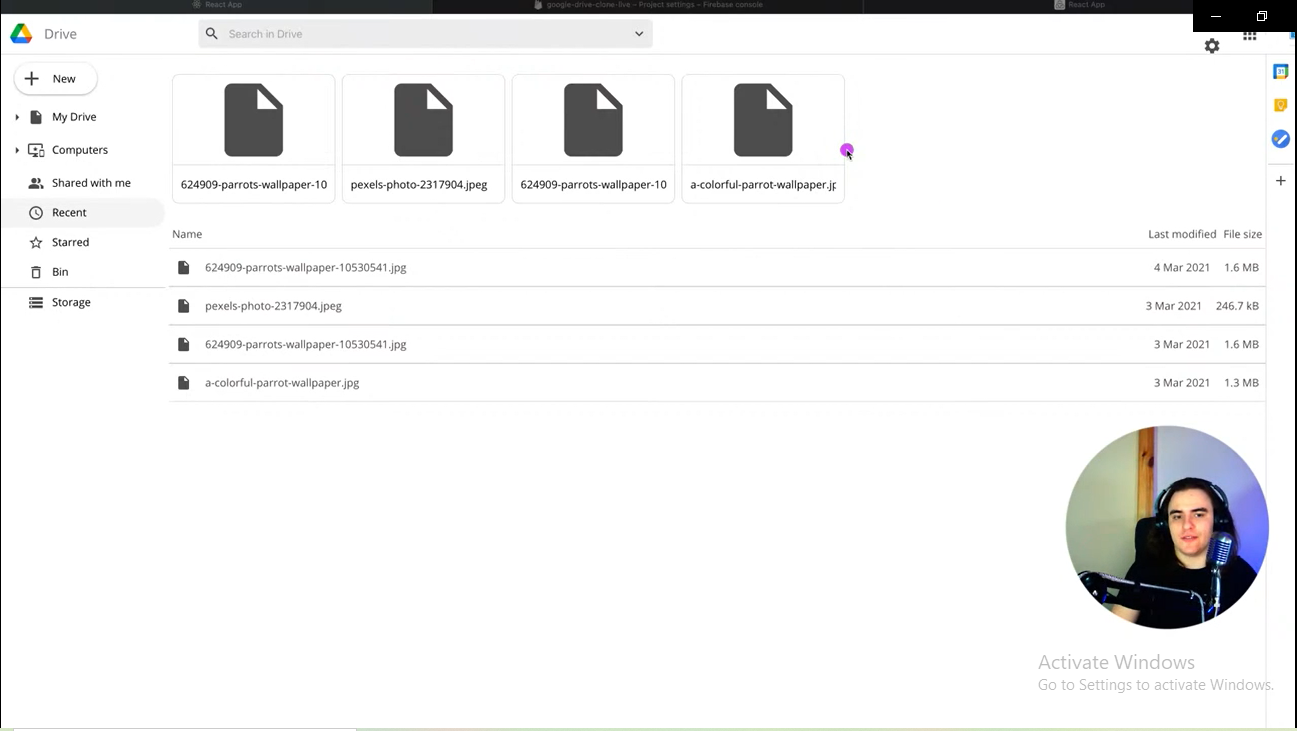 React App
google-drive-clone-live – Project settings – Firebase console
React App
Drive
Search in Drive
New
My Drive
Computers
Shared with me
Recent
Starred
Bin
Storage
624909-parrots-wallpaper-10
pexels-photo-2317904.jpeg
624909-parrots-wallpaper-10
a-colorful-parrot-wallpaper.jp
Name Last modified File size
624909-parrots-wallpaper-10530541.jpg 4 Mar 2021 1.6 MB
pexels-photo-2317904.jpeg 3 Mar 2021 246.7 kB
624909-parrots-wallpaper-10530541.jpg 3 Mar 2021 1.6 MB
a-colorful-parrot-wallpaper.jpg 3 Mar 2021 1.3 MB
31
Activate Windows
Go to Settings to activate Windows.